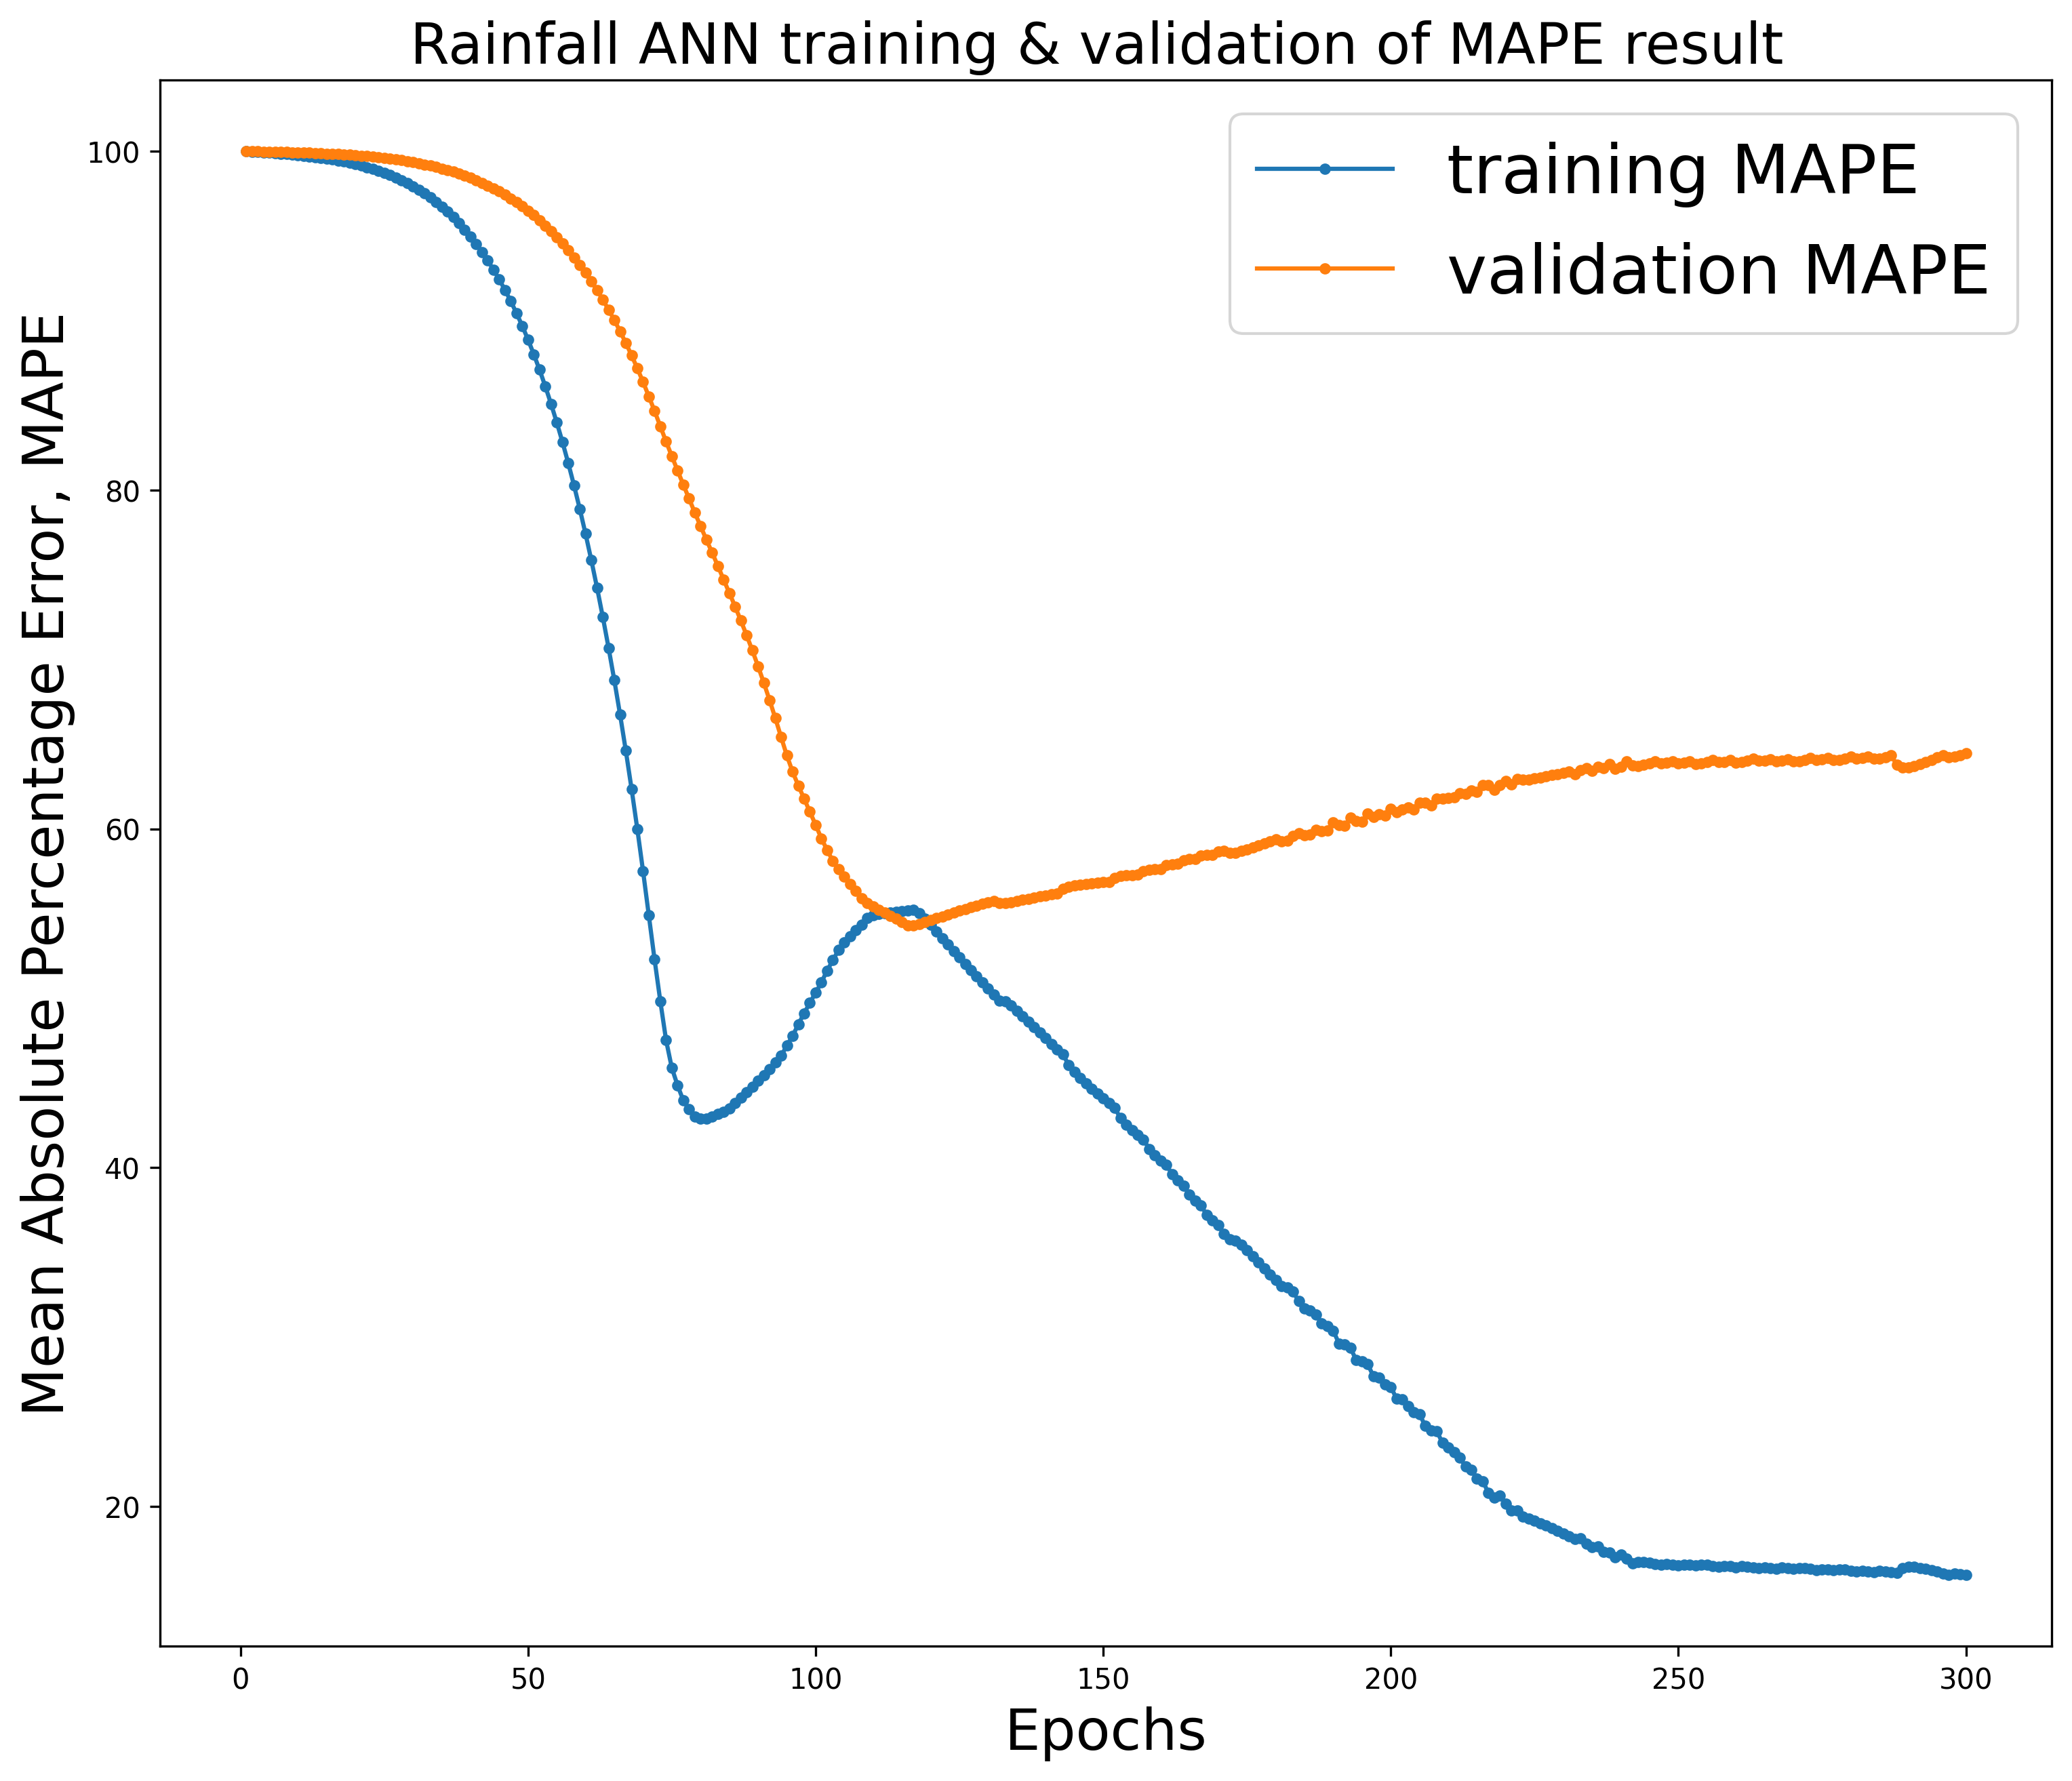 Rainfall ANN training & validation of MAPE result
training MAPE
validation MAPE
Mean Absolute Percentage Error, MAPE
100
80
60
40
20
0 50 100 150 200 250 300
Epochs